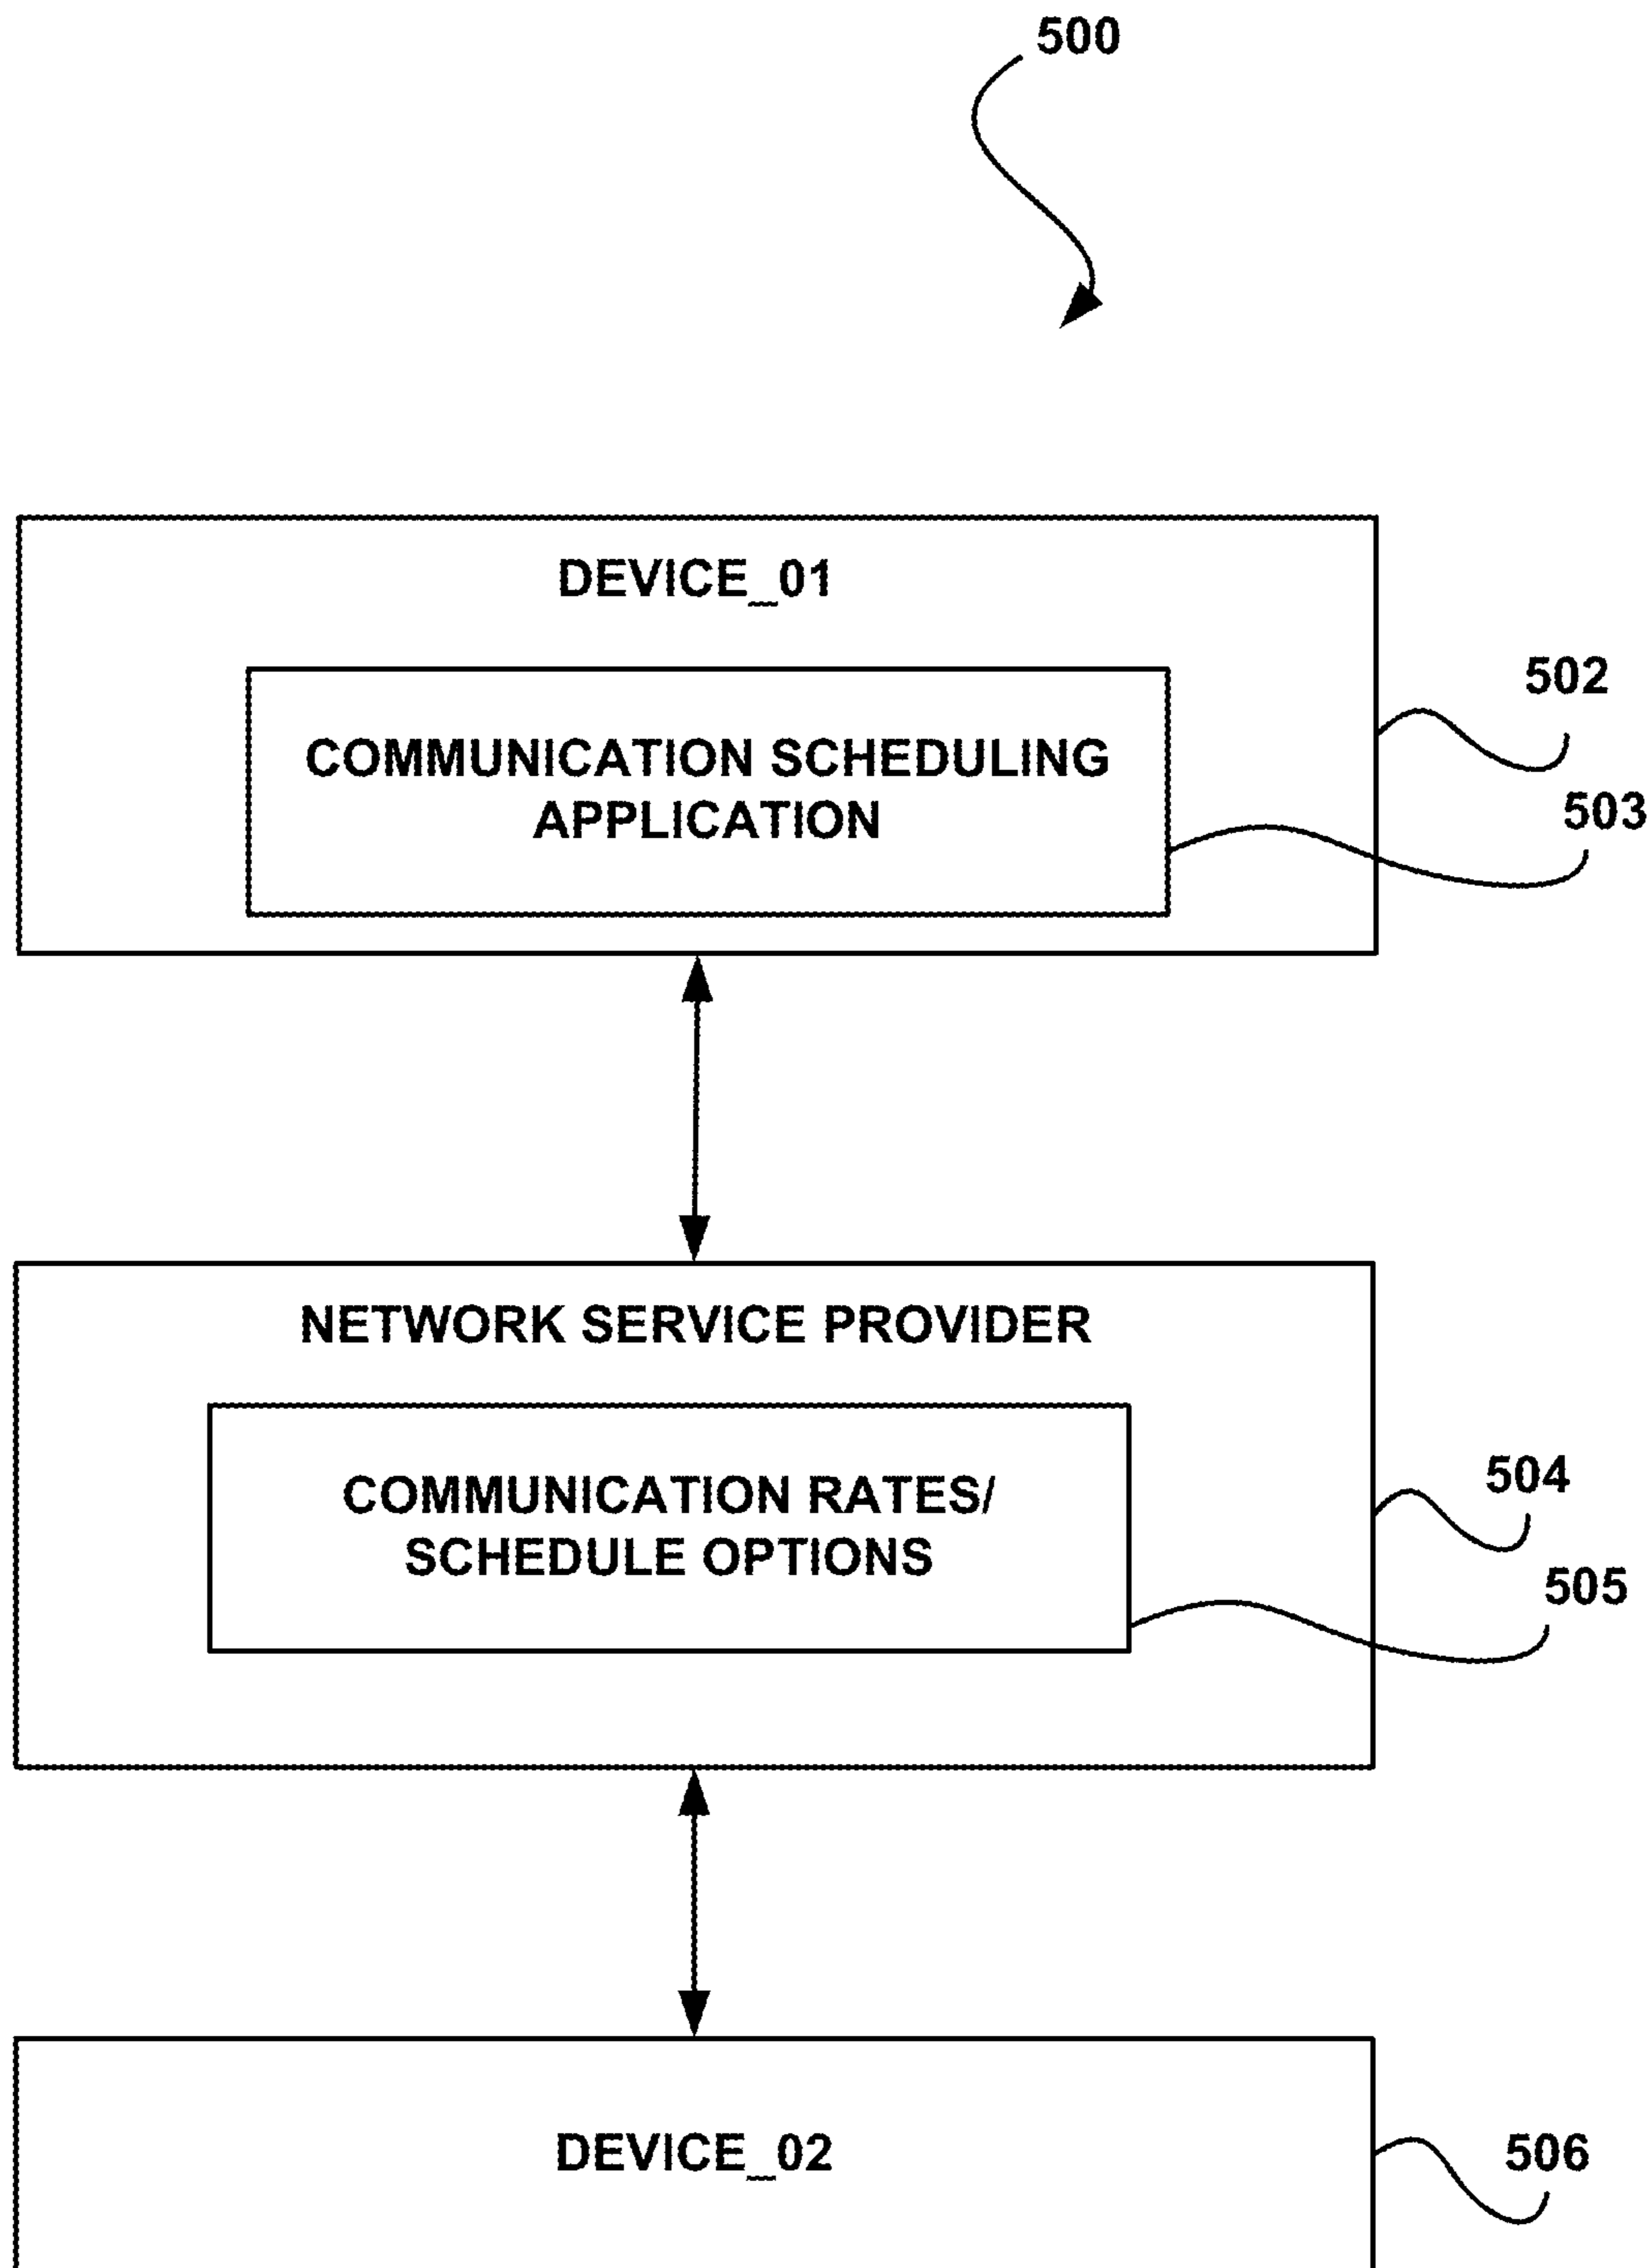 500
DEVICE_01
502
COMMUNICATION SCHEDULING
APPLICATION
503
NETWORK SERVICE PROVIDER
504
COMMUNICATION RATES/
SCHEDULE OPTIONS
505
DEVICE_02
506